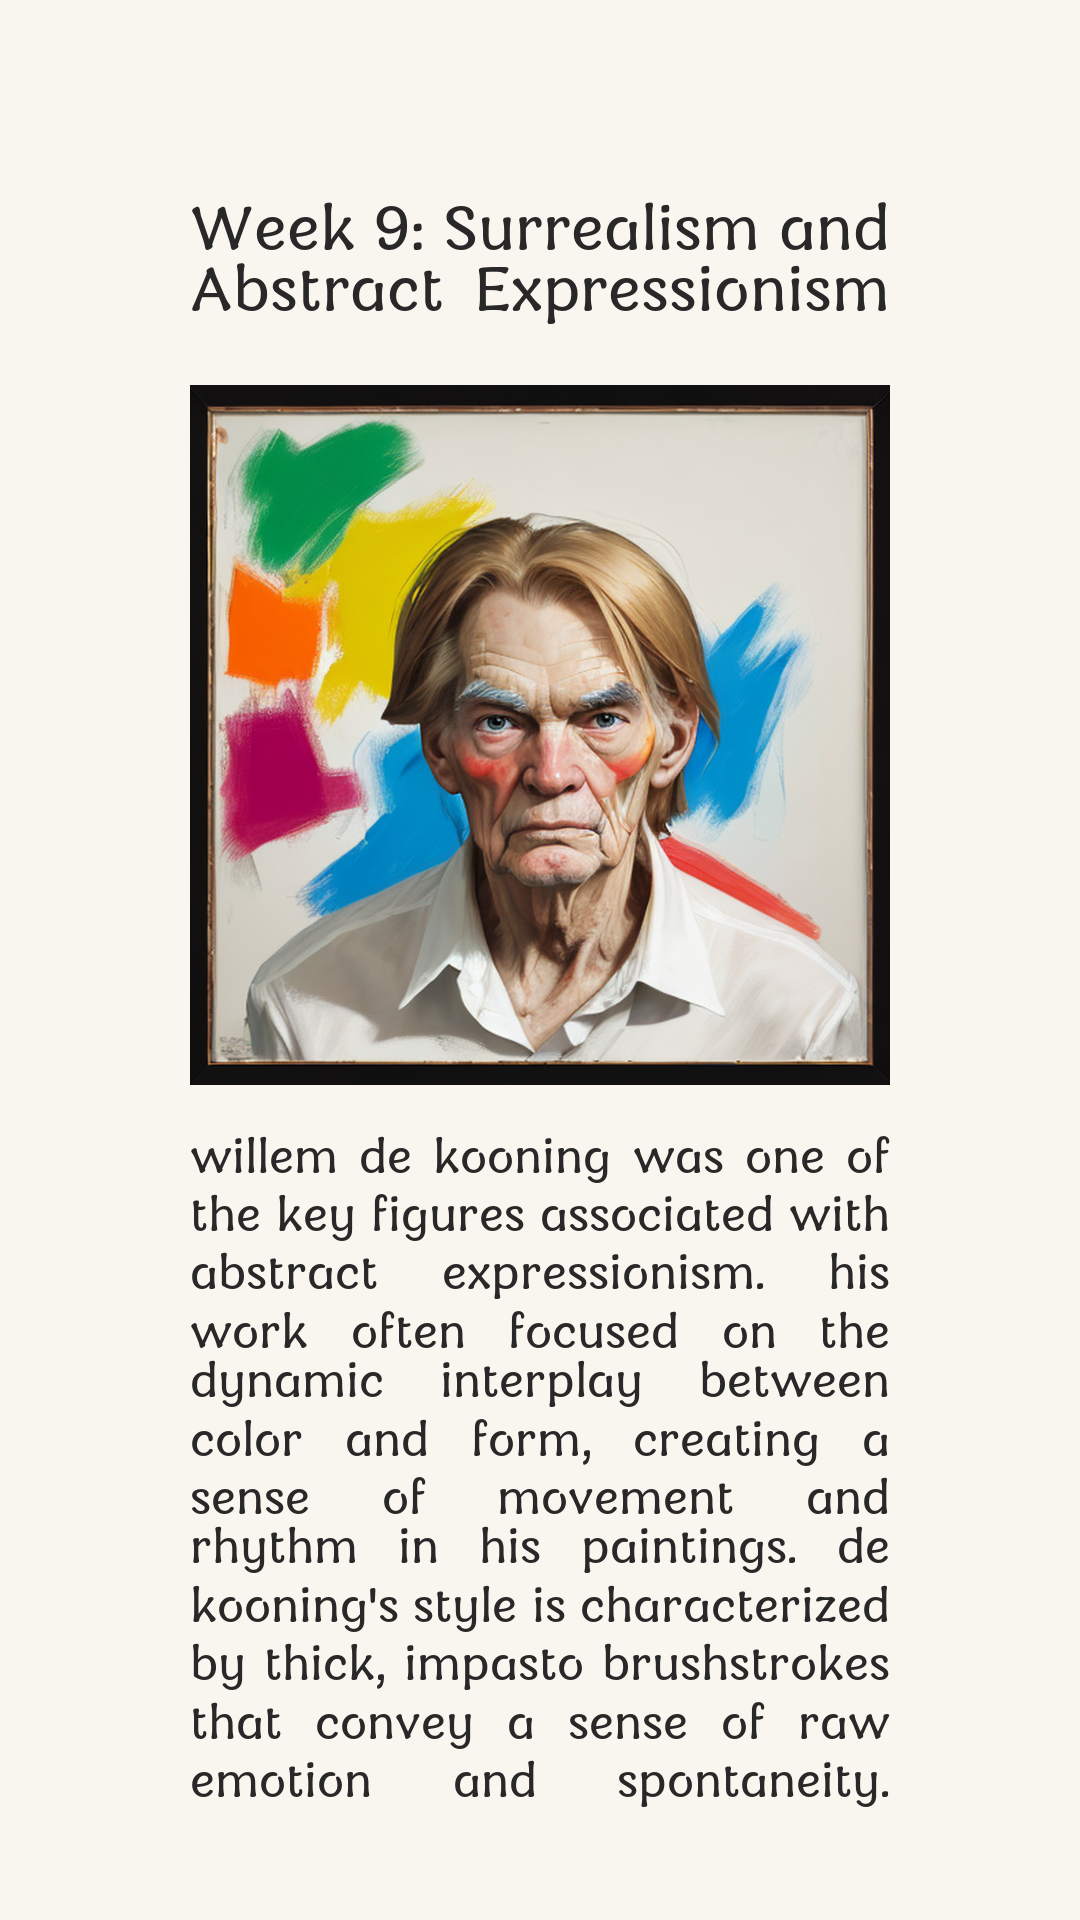 Week 9: Surrealism and
Abstract Expressionism
willem de kooning was one of
the key figures associated with
abstract expressionism. his
work often focused on the
dynamic interplay between
color and form, creating a
sense of movement and
rhythm in his paintings. de
kooning's style is characterized
by thick, impasto brushstrokes
that convey a sense of raw
emotion and spontaneity.